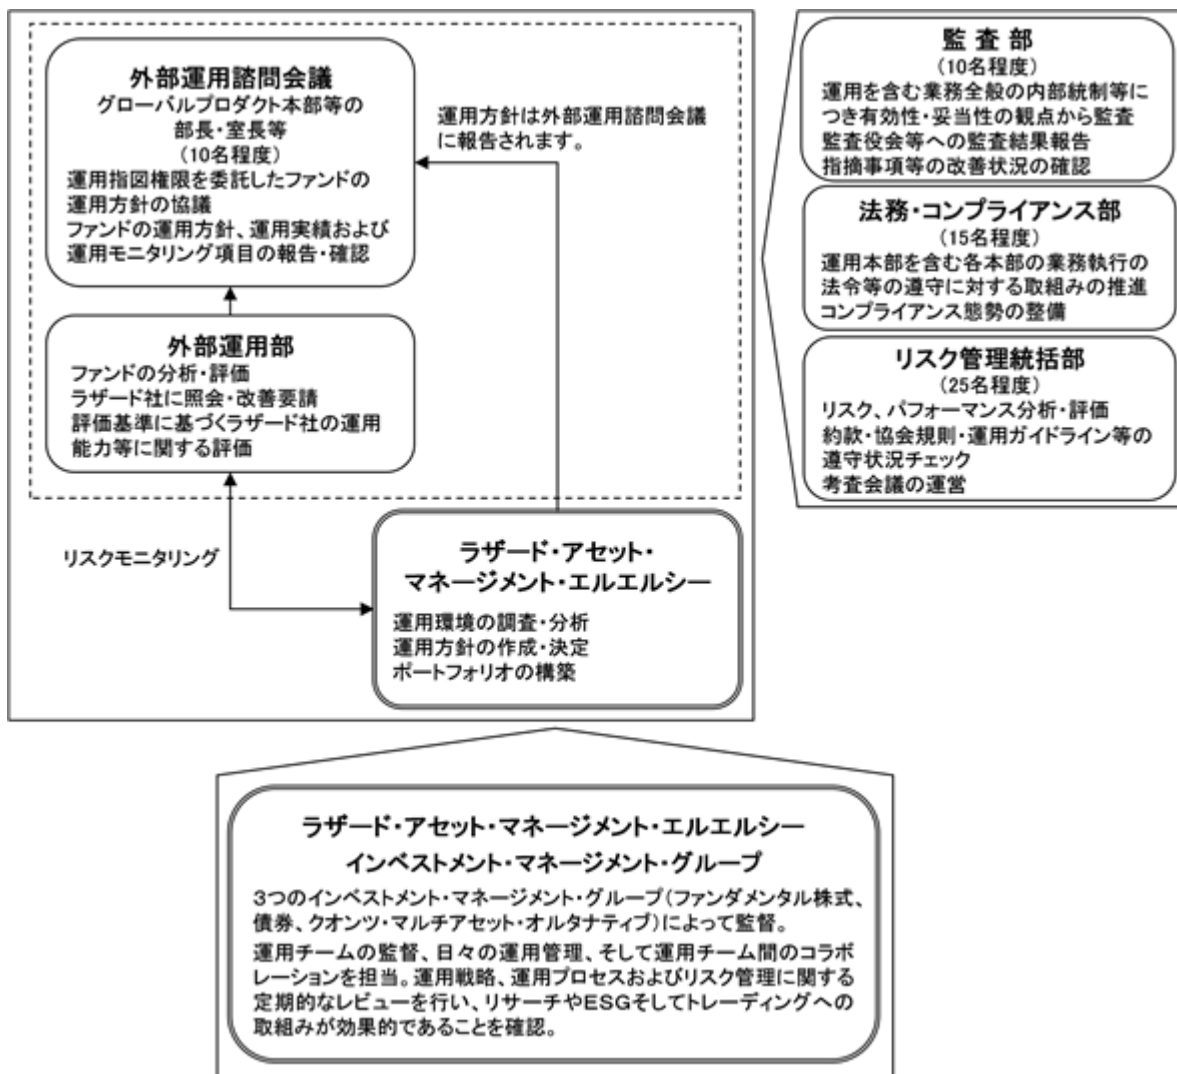 外部運用諮問会議
グローバルプロダクト本部等の
部長・室長等
(10名程度)
運用指図権限を委託したファンドの
運用方針の協議
ファンドの運用方針、運用実績および
運用モニタリング項目の報告・確認
運用方針は外部運用諮問会議
に報告されます。
外部運用部
ファンドの分析・評価
ラザード社に照会・改善要請
評価基準に基づくラザード社の運用
能力等に関する評価
リスクモニタリング
ラザード・アセット・
マネージメント・エルエルシー
運用環境の調査・分析
運用方針の作成・決定
ポートフォリオの構築
監 査 部
(10名程度)
運用を含む業務全般の内部統制等に
つき有効性・妥当性の観点から監査
監査役会等への監査結果報告
指摘事項等の改善状況の確認
法務・コンプライアンス部
(15名程度)
運用本部を含む各本部の業務執行の
法令等の遵守に対する取組みの推進
コンプライアンス態勢の整備
リスク管理統括部
(25名程度)
リスク、パフォーマンス分析・評価
約款・協会規則・運用ガイドライン等の
遵守状況チェック
考査会議の運営
ラザード・アセット・マネージメント・エルエルシー
インベストメント・マネージメント・グループ
3つのインベストメント・マネージメント・グループ(ファンダメンタル株式、
債券、クオンツ・マルチアセット・オルタナティブ)によって監督。
運用チームの監督、日々の運用管理、そして運用チーム間のコラボ
レーションを担当。運用戦略、運用プロセスおよびリスク管理に関する
定期的なレビューを行い、リサーチやESGそしてトレーディングへの
取組みが効果的であることを確認。